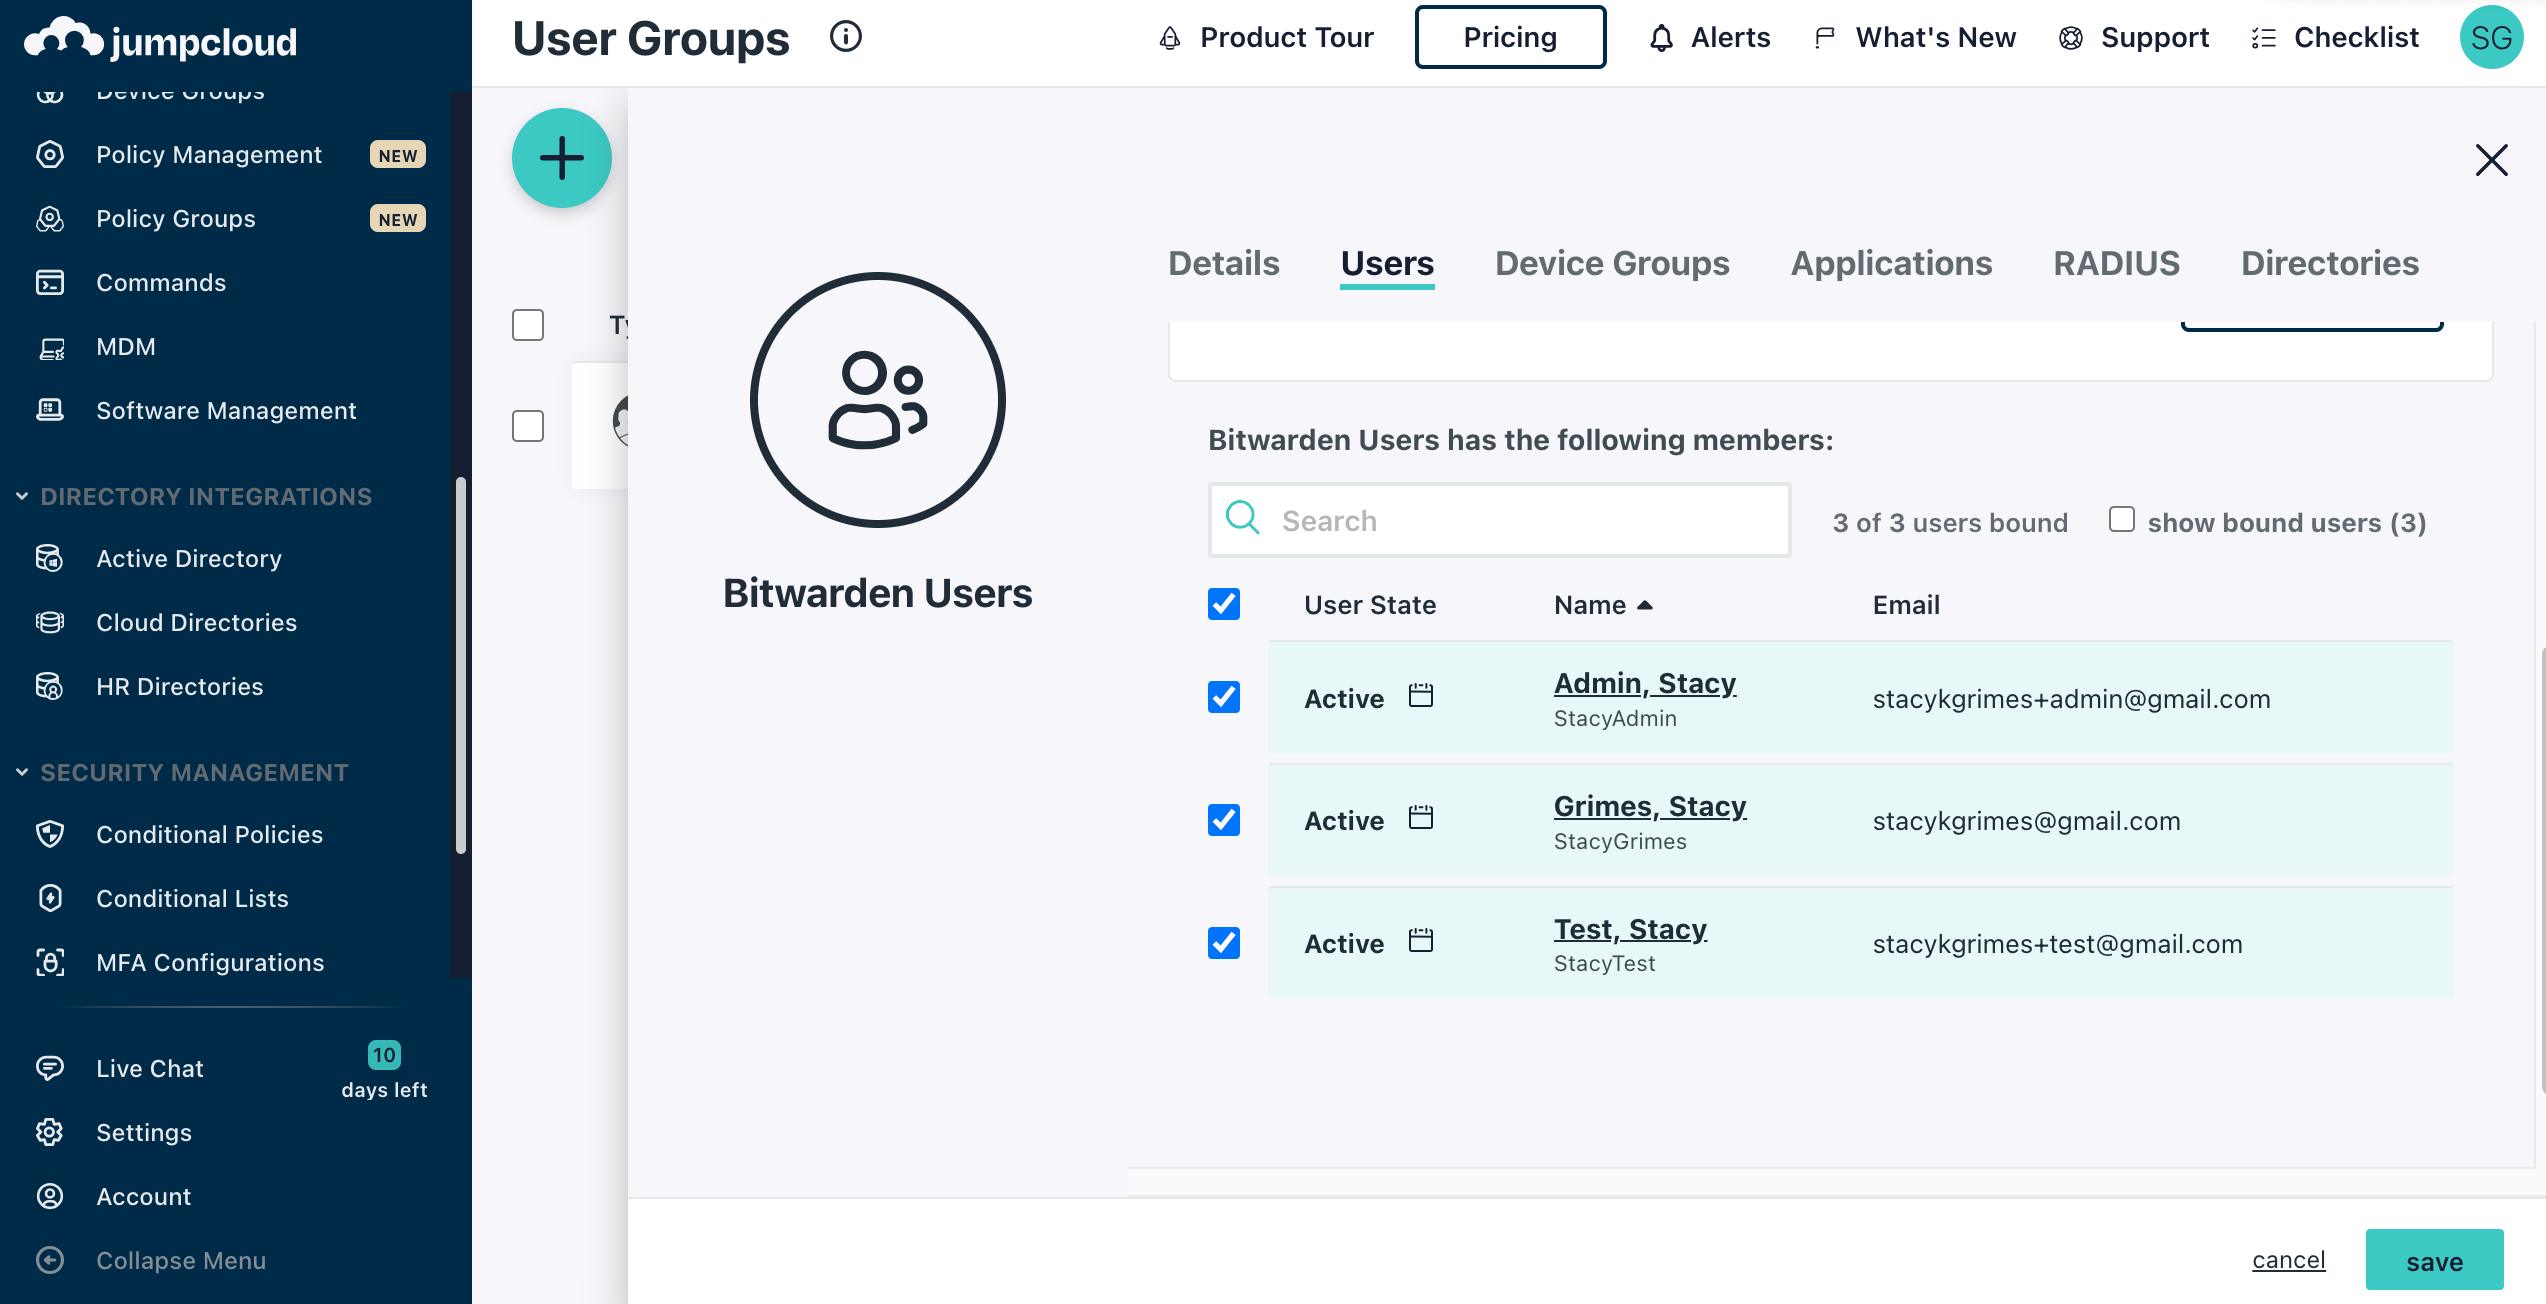 jumpcloud
Device Groups
Policy Management NEW
Policy Groups NEW
Commands
MDM
Software Management
DIRECTORY INTEGRATIONS
Active Directory
Cloud Directories
HR Directories
SECURITY MANAGEMENT
Conditional Policies
Conditional Lists
MFA Configurations
Live Chat 10 days left
Settings
Account
Collapse Menu
User Groups
Product Tour Pricing Alerts What's New Support Checklist SG
Bitwarden Users
Details Users Device Groups Applications RADIUS Directories
Bitwarden Users has the following members:
Search 3 of 3 users bound show bound users (3)
User State Name Email
Active Admin, Stacy stacykgrimes+admin@gmail.com
StacyAdmin
Active Grimes, Stacy stacykgrimes@gmail.com
StacyGrimes
Active Test, Stacy stacykgrimes+test@gmail.com
StacyTest
cancel save